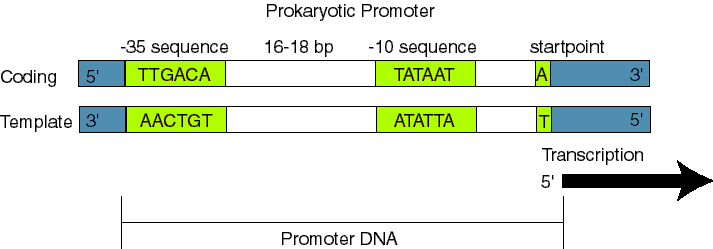 Prokaryotic Promoter
-35 sequence 16-18 bp -10 sequence startpoint
Coding 5' TTGACA TATAAT A 3'
Template 3' AACTGT ATATTA T 5'
Transcription
5'
Promoter DNA